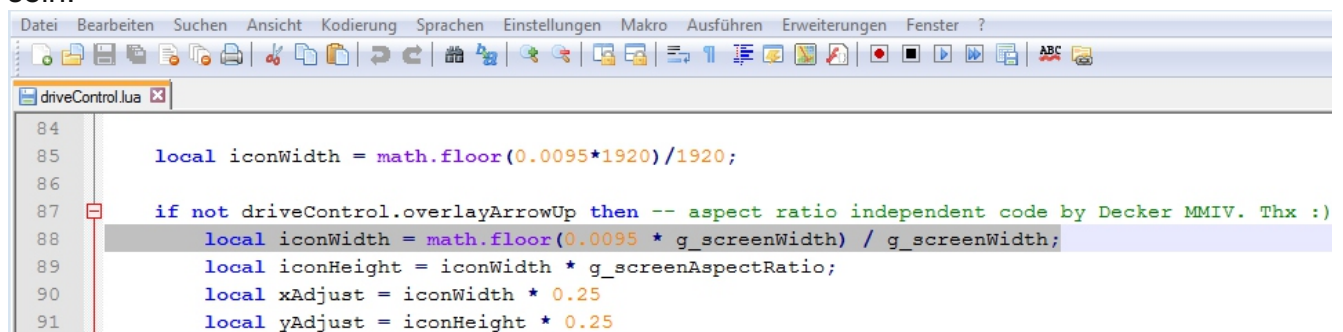 sein.
Datei Bearbeiten Suchen Ansicht Kodierung Sprachen Einstellungen Makro Ausführen Erweiterungen Fenster ?
ABC
driveControl.lua
84
85 local iconWidth = math.floor(0.0095*1920)/1920;
86
87 if not driveControl.overlayArrowUp then -- aspect ratio independent code by Decker MMIV. Thx :)
88 local iconWidth = math.floor(0.0095 * g_screenWidth) / g_screenWidth;
89 local iconHeight = iconWidth * g_screenAspectRatio;
90 local xAdjust = iconWidth * 0.25
91 local yAdjust = iconHeight * 0.25